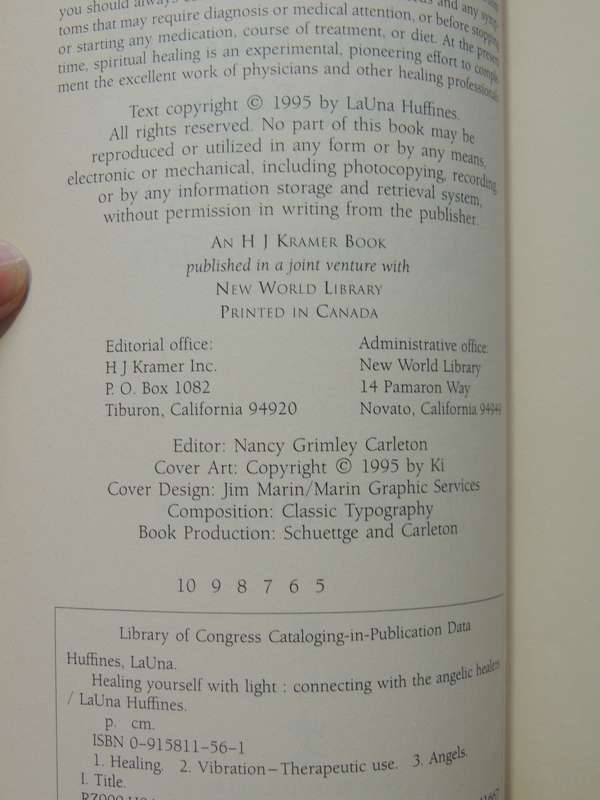 you should always
and any symp-
toms that may require diagnosis or medical attention, or before stopping
or starting any medication, course of treatment, or diet. At the present
time, spiritual healing is an experimental, pioneering effort to comple-
ment the excellent work of physicians and other healing professionals.
Text copyright © 1995 by LaUna Huffines.
All rights reserved. No part of this book may be
reproduced or utilized in any form or by any means,
electronic or mechanical, including photocopying, recording,
or by any information storage and retrieval system,
without permission in writing from the publisher.
AN H J KRAMER BOOK
published in a joint venture with
NEW WORLD LIBRARY
PRINTED IN CANADA
Editorial office:
H J Kramer Inc.
P. O. Box 1082
Tiburon, California 94920
Administrative office:
New World Library
14 Pamaron Way
Novato, California 94949
Editor: Nancy Grimley Carleton
Cover Art: Copyright © 1995 by Ki
Cover Design: Jim Marin/Marin Graphic Services
Composition: Classic Typography
Book Production: Schuettge and Carleton
10 9 8 7 6 5
Library of Congress Cataloging-in-Publication Data
Huffines, LaUna.
Healing yourself with light : connecting with the angelic healers
/ LaUna Huffines.
p. cm.
ISBN 0-915811-56-1
1. Healing. 2. Vibration–Therapeutic use. 3. Angels.
I. Title.